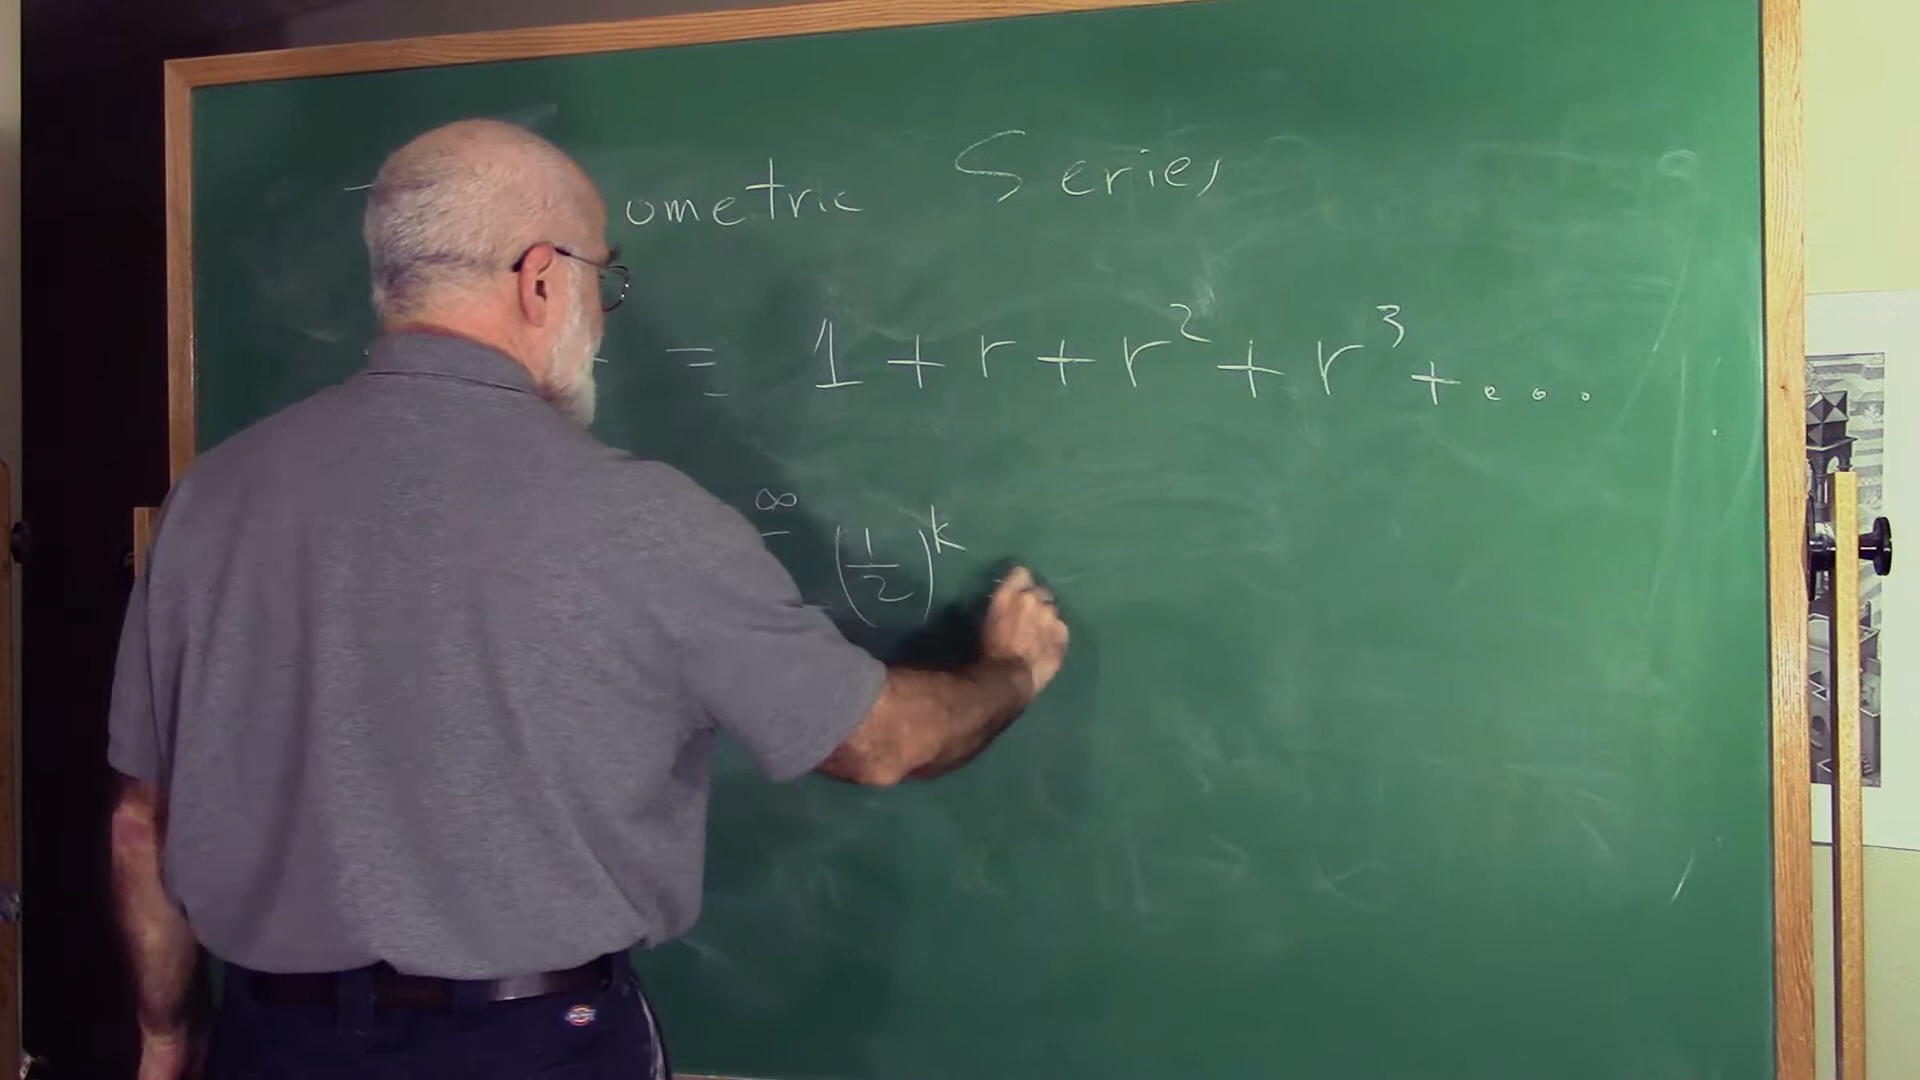 ometric Series
= 1 + r + r² + r³ + ...
∞ (1/2)^k